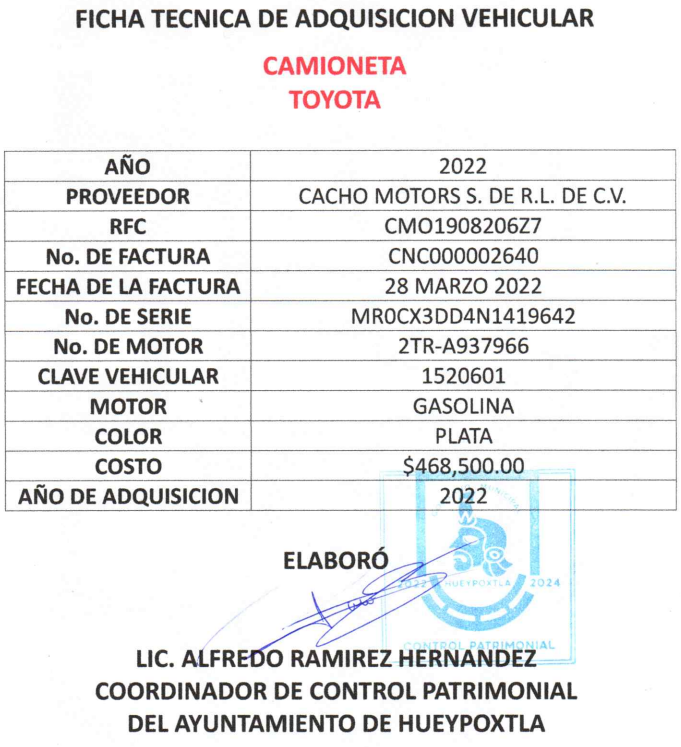 FICHA TECNICA DE ADQUISICION VEHICULAR
CAMIONETA
TOYOTA
AÑO 2022
PROVEEDOR CACHO MOTORS S. DE R.L. DE C.V.
RFC CMO1908206Z7
No. DE FACTURA CNC000002640
FECHA DE LA FACTURA 28 MARZO 2022
No. DE SERIE MR0CX3DD4N1419642
No. DE MOTOR 2TR-A937966
CLAVE VEHICULAR 1520601
MOTOR GASOLINA
COLOR PLATA
COSTO $468,500.00
AÑO DE ADQUISICION 2022
ELABORÓ
2022 HUEYPOXTLA 2024
CONTROL PATRIMONIAL
LIC. ALFREDO RAMIREZ HERNANDEZ
COORDINADOR DE CONTROL PATRIMONIAL
DEL AYUNTAMIENTO DE HUEYPOXTLA